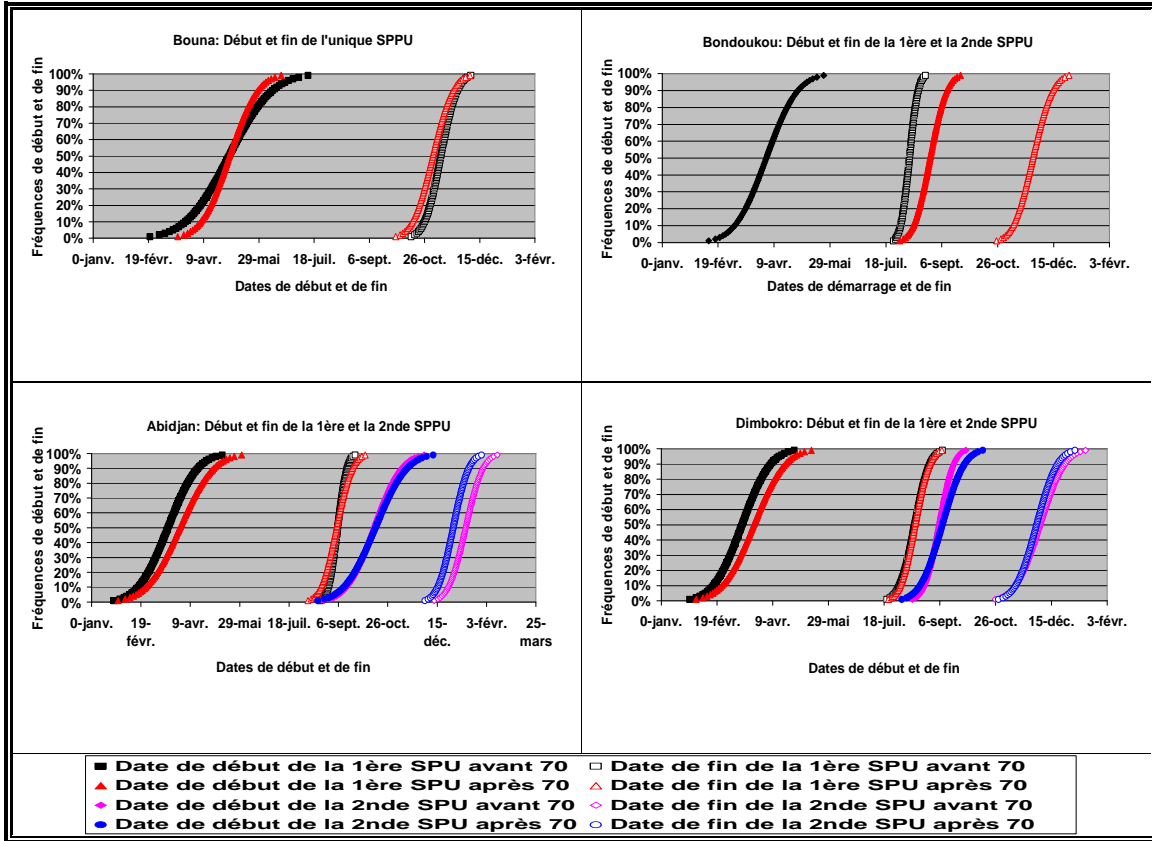 Bouna: Début et fin de l'unique SPPU
Fréquences de début et de fin
100%
90%
80%
70%
60%
50%
40%
30%
20%
10%
0%
0-janv. 19-févr. 9-avr. 29-mai 18-juil. 6-sept. 26-oct. 15-déc. 3-févr.
Dates de début et de fin
Bondoukou: Début et fin de la 1ère et la 2nde SPPU
Fréquences de début et de fin
100%
90%
80%
70%
60%
50%
40%
30%
20%
10%
0%
0-janv. 19-févr. 9-avr. 29-mai 18-juil. 6-sept. 26-oct. 15-déc. 3-févr.
Dates de démarrage et de fin
Abidjan: Début et fin de la 1ère et la 2nde SPPU
Fréquences de début et de fin
100%
90%
80%
70%
60%
50%
40%
30%
20%
10%
0%
0-janv. 19- 9-avr. 29-mai 18-juil. 6-sept. 26-oct. 15- 3-févr. 25-
févr. déc. mars
Dates de début et de fin
Dimbokro: Début et fin de la 1ère et 2nde SPPU
Fréquences de début et de fin
100%
90%
80%
70%
60%
50%
40%
30%
20%
10%
0%
0-janv. 19-févr. 9-avr. 29-mai 18-juil. 6-sept. 26-oct. 15-déc. 3-févr.
Dates de début et de fin
Date de début de la 1ère SPU avant 70 Date de fin de la 1ère SPU avant 70
Date de début de la 1ère SPU après 70 Date de fin de la 1ère SPU après 70
Date de début de la 2nde SPU avant 70 Date de fin de la 2nde SPU avant 70
Date de début de la 2nde SPU après 70 Date de fin de la 2nde SPU après 70